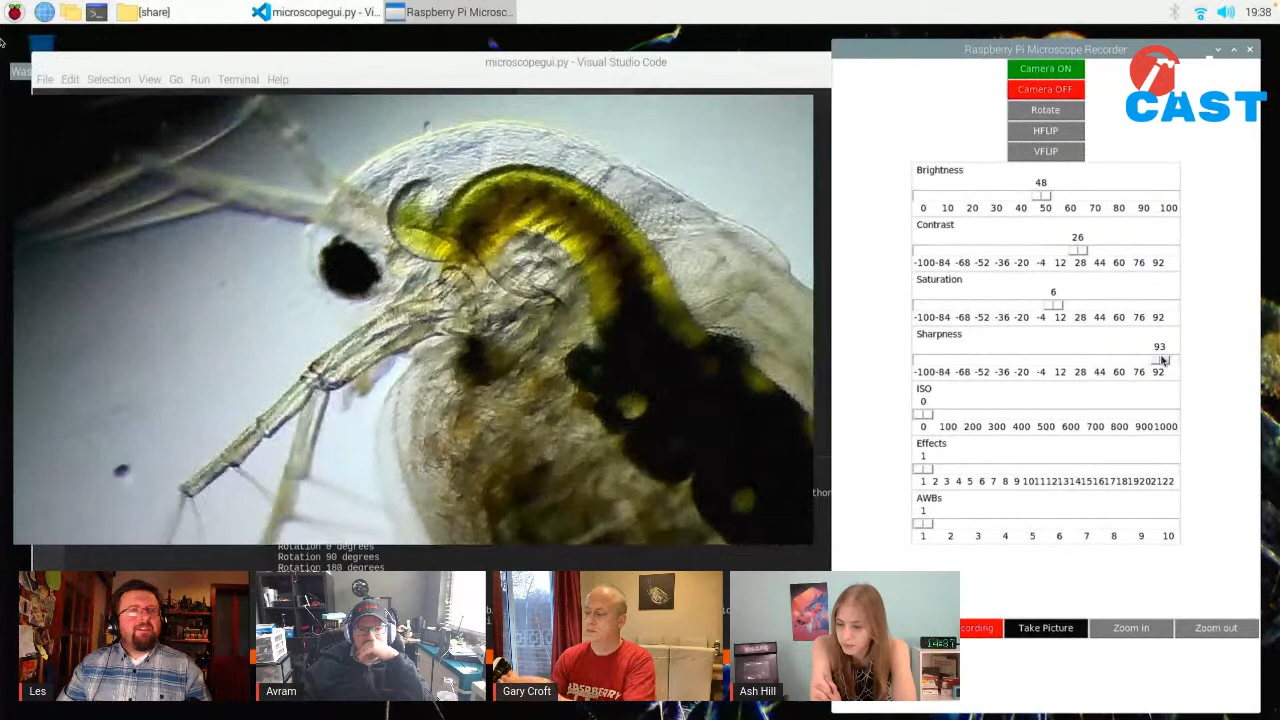 [share]
microscopegui.py - Vi...
Raspberry Pi Microsc...
19:38
microscopegui.py - Visual Studio Code
File Edit Selection View Go Run Terminal Help
Raspberry Pi Microscope Recorder
CAST
Camera ON
Camera OFF
Rotate
HFLIP
VFLIP
Brightness
48
0 10 20 30 40 50 60 70 80 90 100
Contrast
26
-100-84 -68 -52 -36 -20 -4 12 28 44 60 76 92
Saturation
6
-100-84 -68 -52 -36 -20 -4 12 28 44 60 76 92
Sharpness
93
-100-84 -68 -52 -36 -20 -4 12 28 44 60 76 92
ISO
0
0 100 200 300 400 500 600 700 800 9001000
Effects
1
1 2 3 4 5 6 7 8 9 10111213141516171819202122
AWBs
1
1 2 3 4 5 6 7 8 9 10
Rotation 0 degrees
Rotation 90 degrees
Rotation 180 degrees
cording
Take Picture
Zoom in
Zoom out
14:37
Les
Avram
Gary Croft
Ash Hill